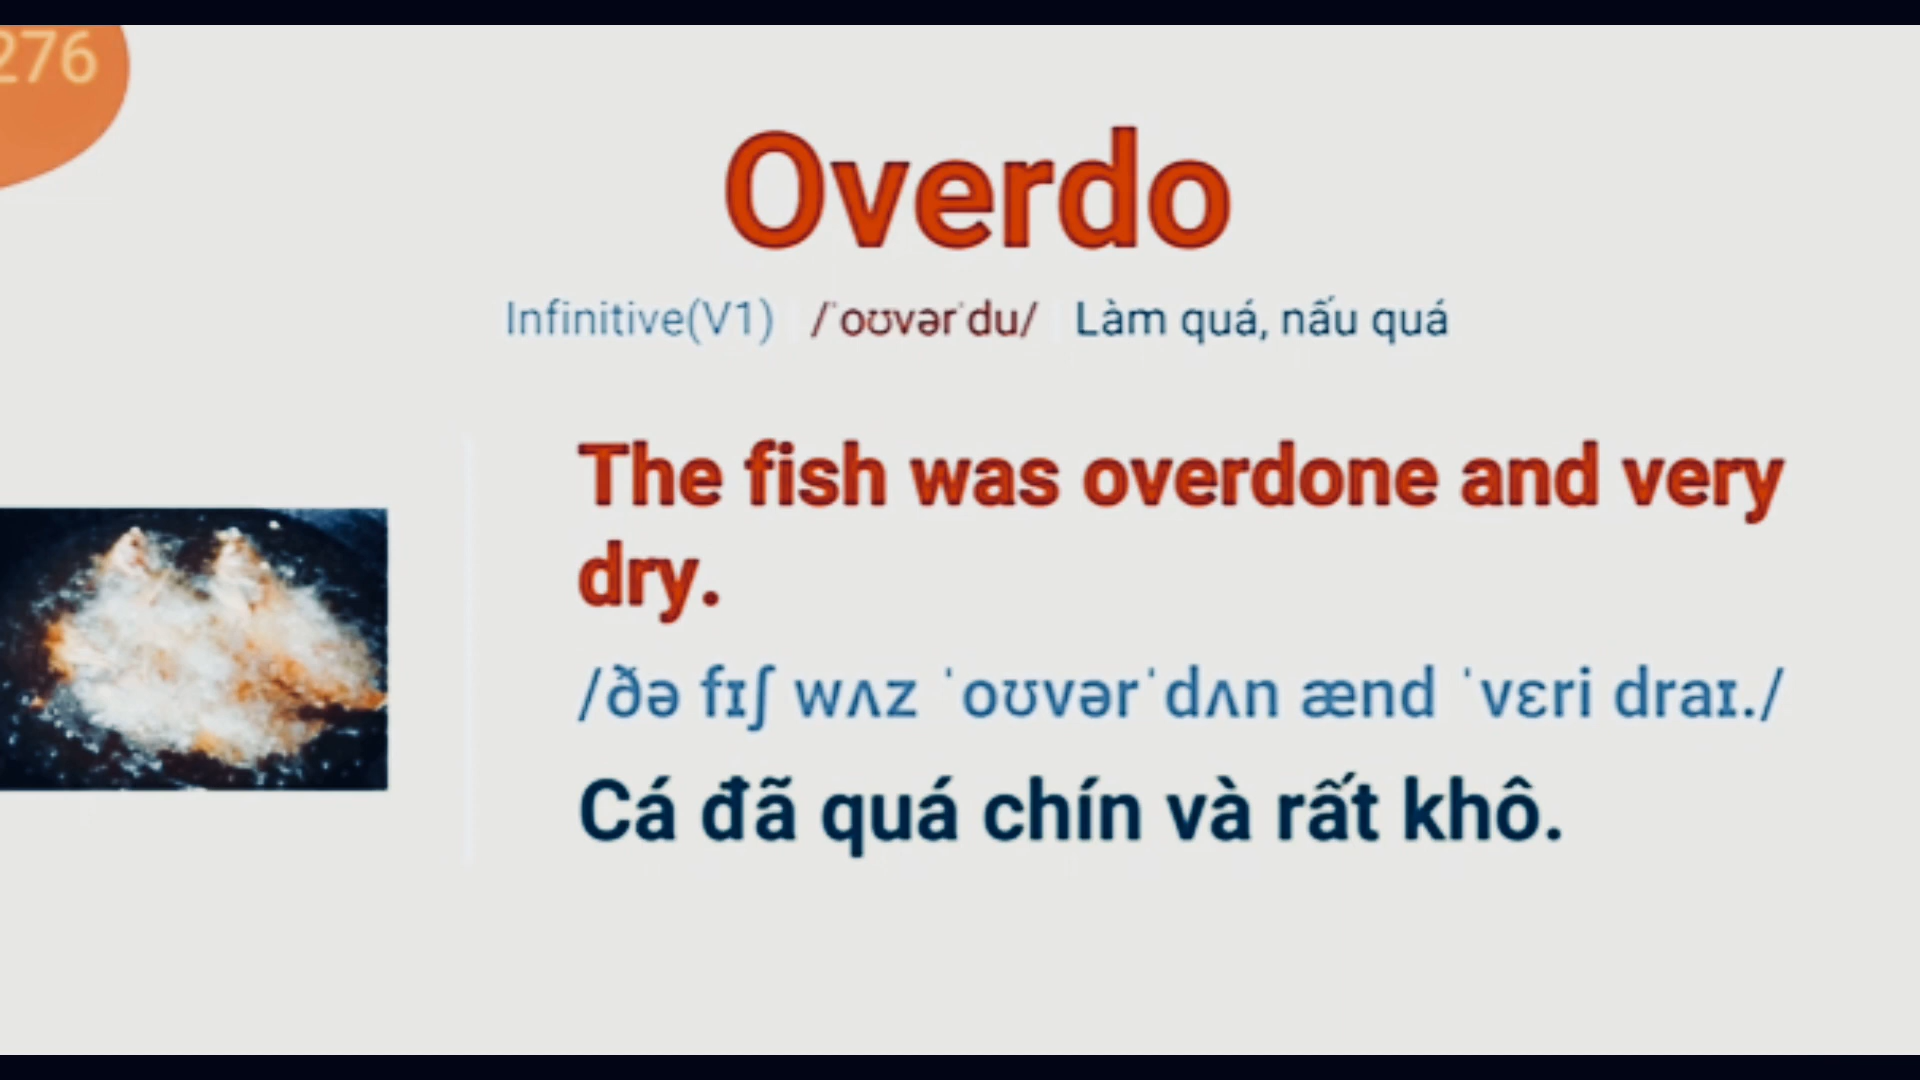 276
Overdo
Infinitive(V1) /ˈoʊvərˈdu/ Làm quá, nấu quá
The fish was overdone and very
dry.
/ðə fɪʃ wʌz ˈoʊvərˈdʌn ænd ˈvɛri draɪ./
Cá đã quá chín và rất khô.